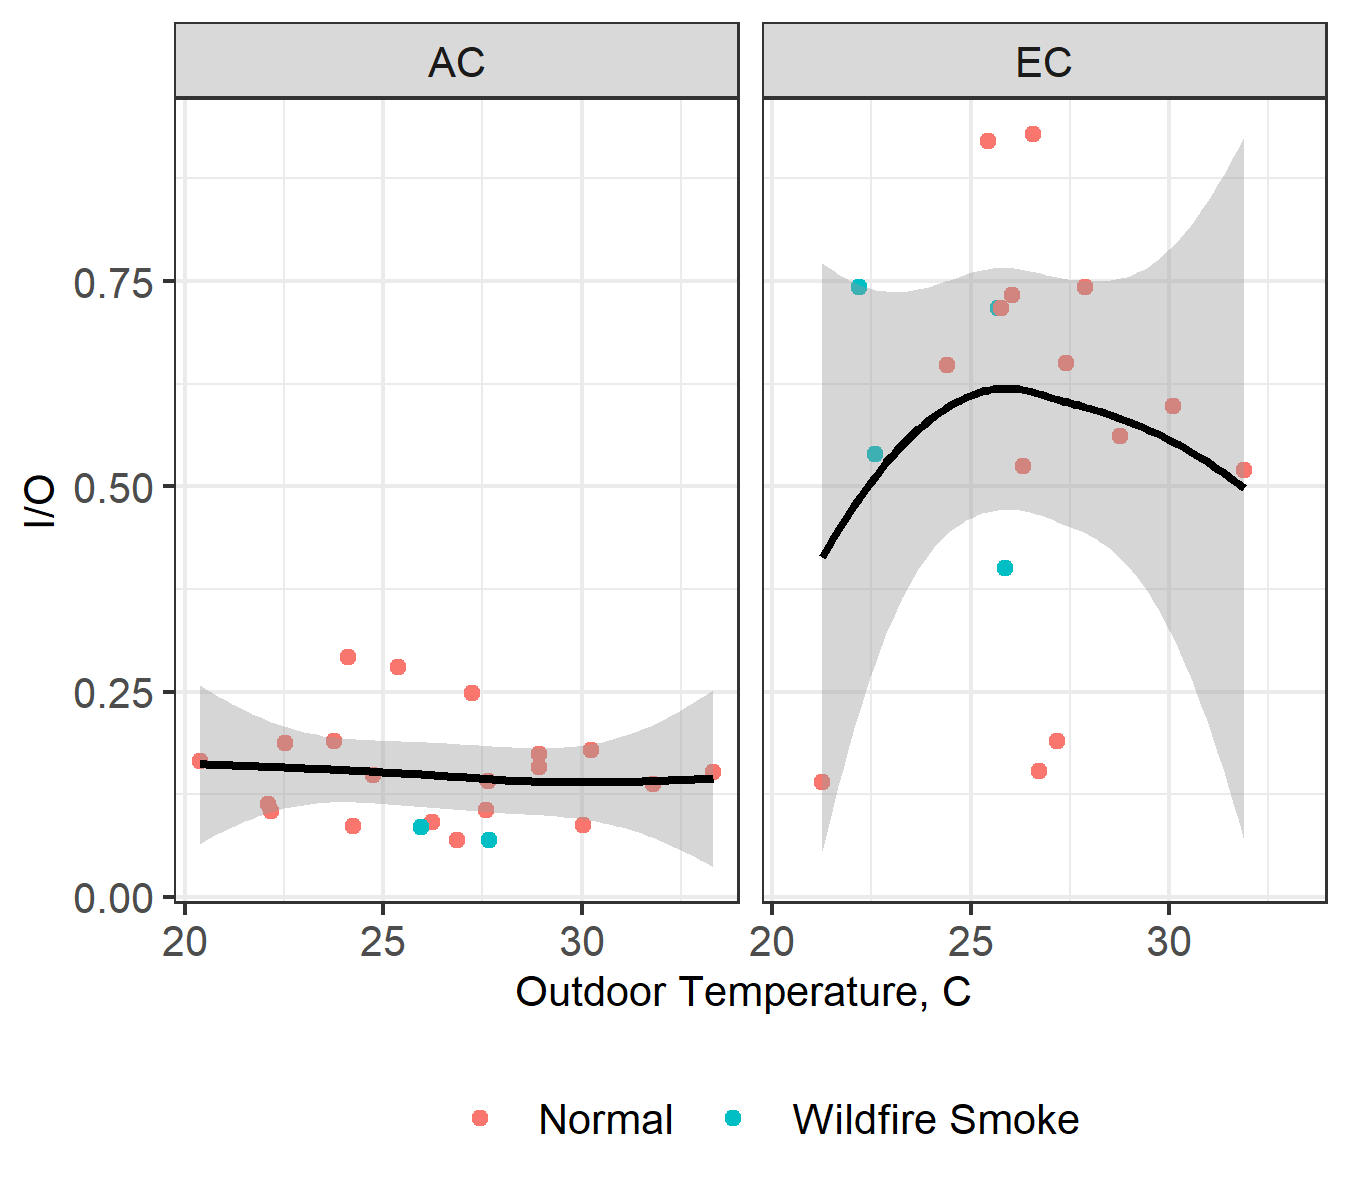 AC EC
I/O
0.75
0.50
0.25
0.00
20 25 30 20 25 30
Outdoor Temperature, C
Normal Wildfire Smoke